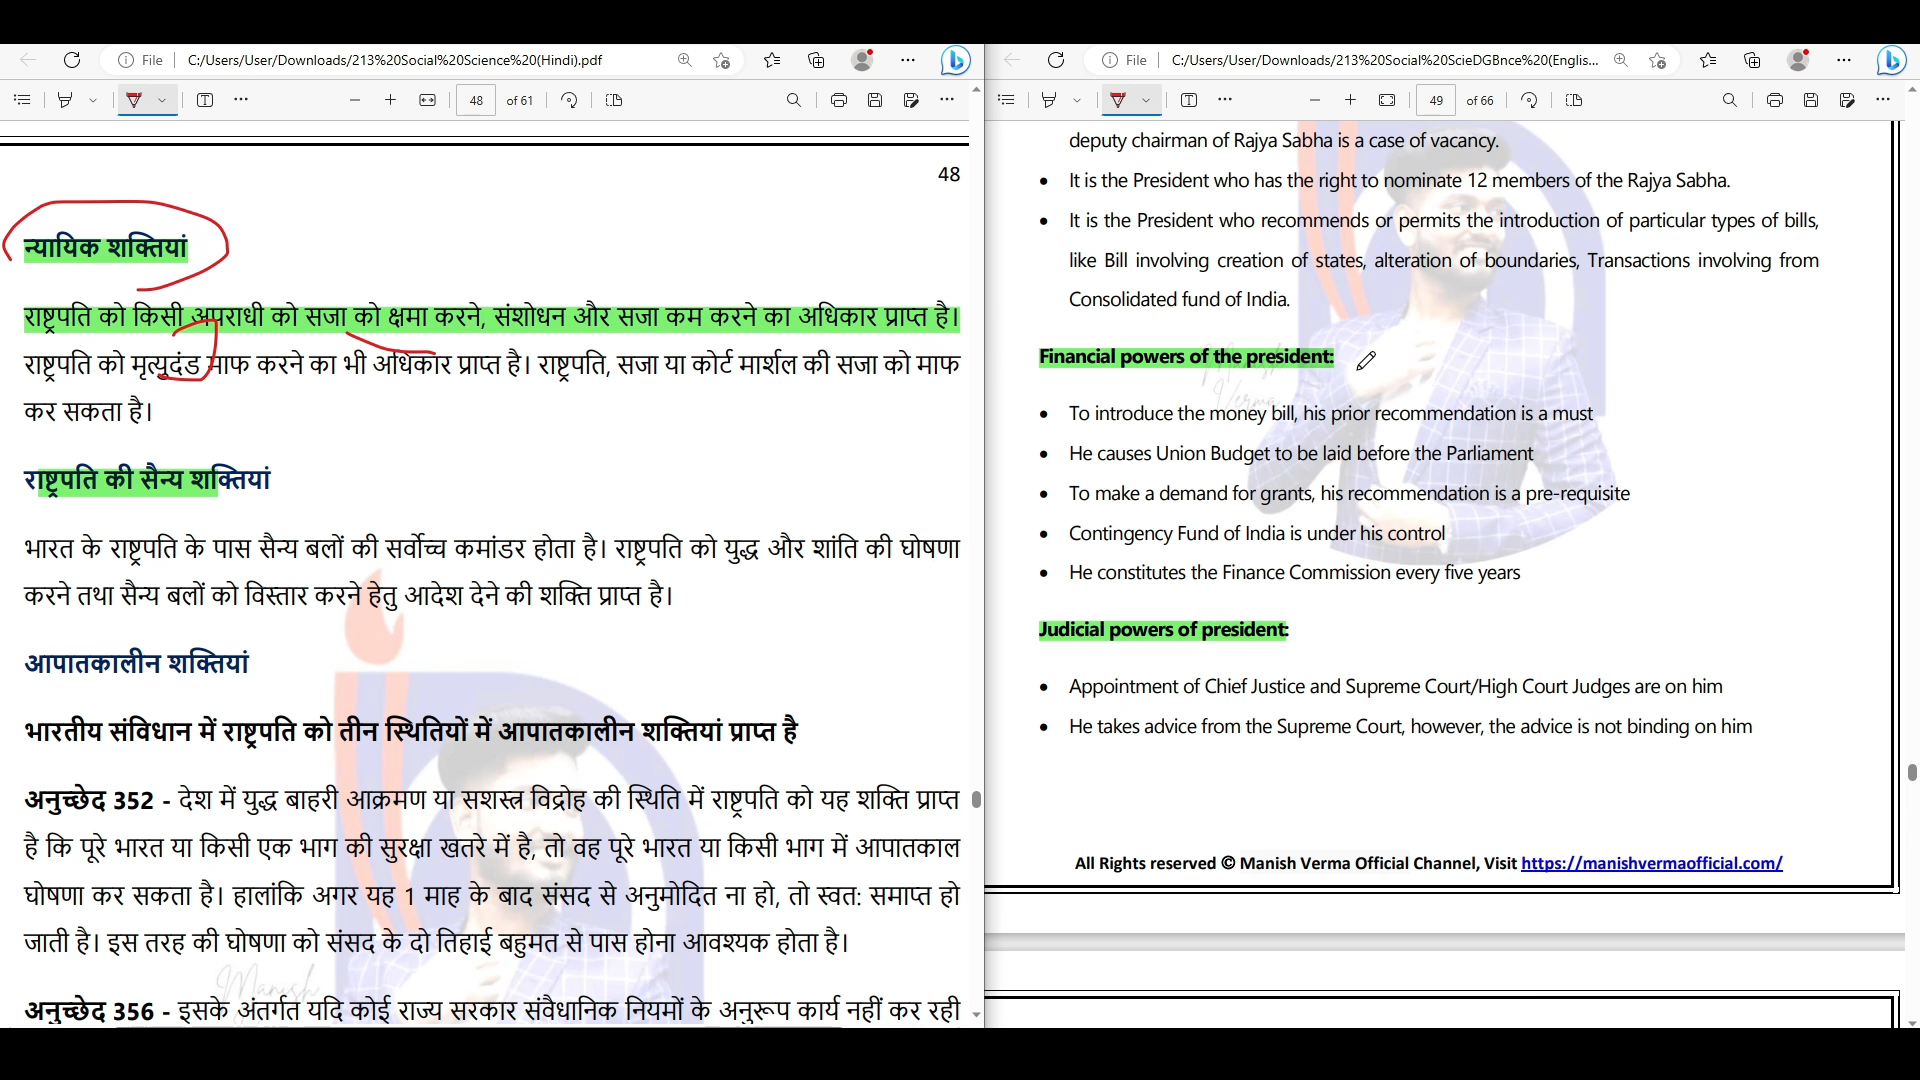 File C:/Users/User/Downloads/213%20Social%20Science%20(Hindi).pdf
48 of 61
48
न्यायिक शक्तियां
राष्ट्रपति को किसी अपराधी को सजा को क्षमा करने, संशोधन और सजा कम करने का अधिकार प्राप्त है।
राष्ट्रपति को मृत्युदंड माफ करने का भी अधिकार प्राप्त है। राष्ट्रपति, सजा या कोर्ट मार्शल की सजा को माफ
कर सकता है।
राष्ट्रपति की सैन्य शक्तियां
भारत के राष्ट्रपति के पास सैन्य बलों की सर्वोच्च कमांडर होता है। राष्ट्रपति को युद्ध और शांति की घोषणा
करने तथा सैन्य बलों को विस्तार करने हेतु आदेश देने की शक्ति प्राप्त है।
आपातकालीन शक्तियां
भारतीय संविधान में राष्ट्रपति को तीन स्थितियों में आपातकालीन शक्तियां प्राप्त है
अनुच्छेद 352 - देश में युद्ध बाहरी आक्रमण या सशस्त्र विद्रोह की स्थिति में राष्ट्रपति को यह शक्ति प्राप्त
है कि पूरे भारत या किसी एक भाग की सुरक्षा खतरे में है, तो वह पूरे भारत या किसी भाग में आपातकाल
घोषणा कर सकता है। हालांकि अगर यह 1 माह के बाद संसद से अनुमोदित ना हो, तो स्वत: समाप्त हो
जाती है। इस तरह की घोषणा को संसद के दो तिहाई बहुमत से पास होना आवश्यक होता है।
Manish
अनुच्छेद 356 - इसके अंतर्गत यदि कोई राज्य सरकार संवैधानिक नियमों के अनुरूप कार्य नहीं कर रही
File C:/Users/User/Downloads/213%20Social%20ScieDGBnce%20(Englis...
49 of 66
deputy chairman of Rajya Sabha is a case of vacancy.
• It is the President who has the right to nominate 12 members of the Rajya Sabha.
• It is the President who recommends or permits the introduction of particular types of bills,
like Bill involving creation of states, alteration of boundaries, Transactions involving from
Consolidated fund of India.
Financial powers of the president:
Manish
Verma
• To introduce the money bill, his prior recommendation is a must
• He causes Union Budget to be laid before the Parliament
• To make a demand for grants, his recommendation is a pre-requisite
• Contingency Fund of India is under his control
• He constitutes the Finance Commission every five years
Judicial powers of president:
• Appointment of Chief Justice and Supreme Court/High Court Judges are on him
• He takes advice from the Supreme Court, however, the advice is not binding on him
All Rights reserved © Manish Verma Official Channel, Visit https://manishvermaofficial.com/